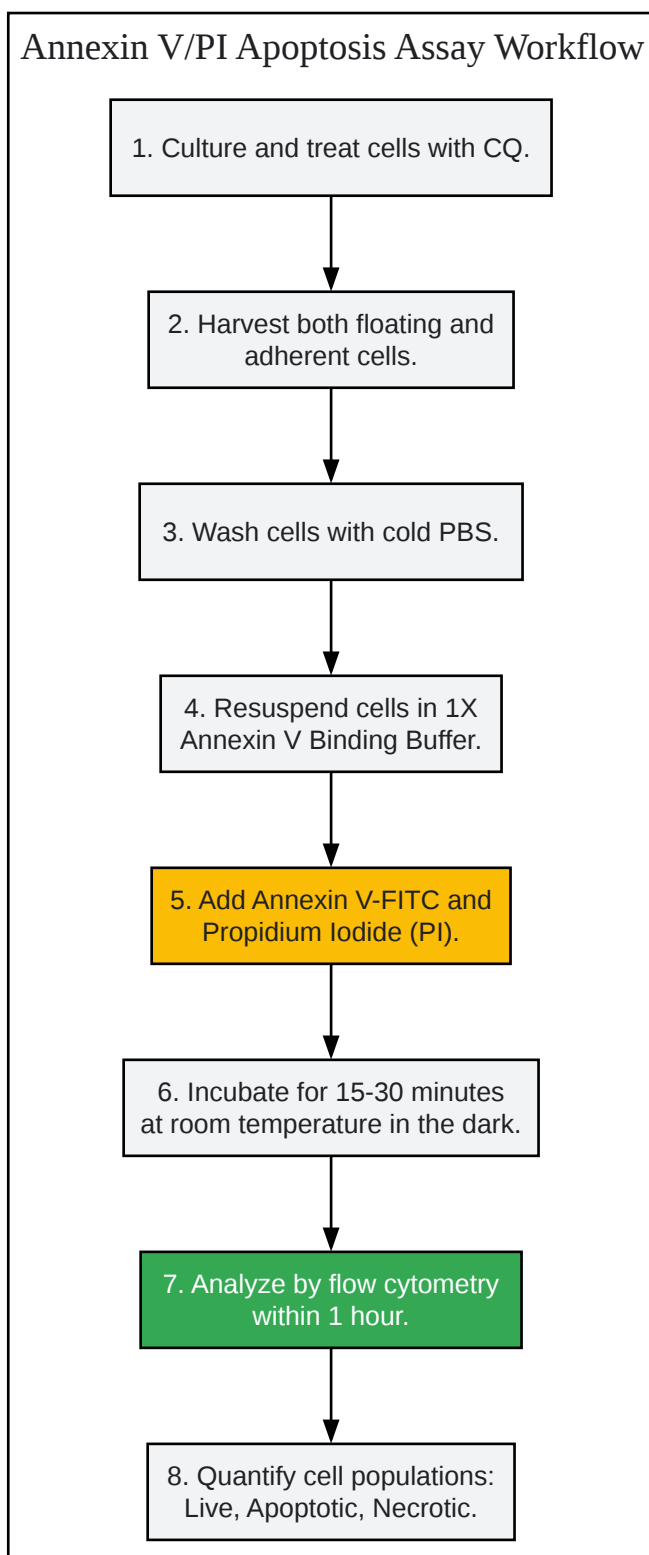 Annexin V/PI Apoptosis Assay Workflow
1. Culture and treat cells with CQ.
2. Harvest both floating and
adherent cells.
3. Wash cells with cold PBS.
4. Resuspend cells in 1X
Annexin V Binding Buffer.
5. Add Annexin V-FITC and
Propidium Iodide (PI).
6. Incubate for 15-30 minutes
at room temperature in the dark.
7. Analyze by flow cytometry
within 1 hour.
8. Quantify cell populations:
Live, Apoptotic, Necrotic.